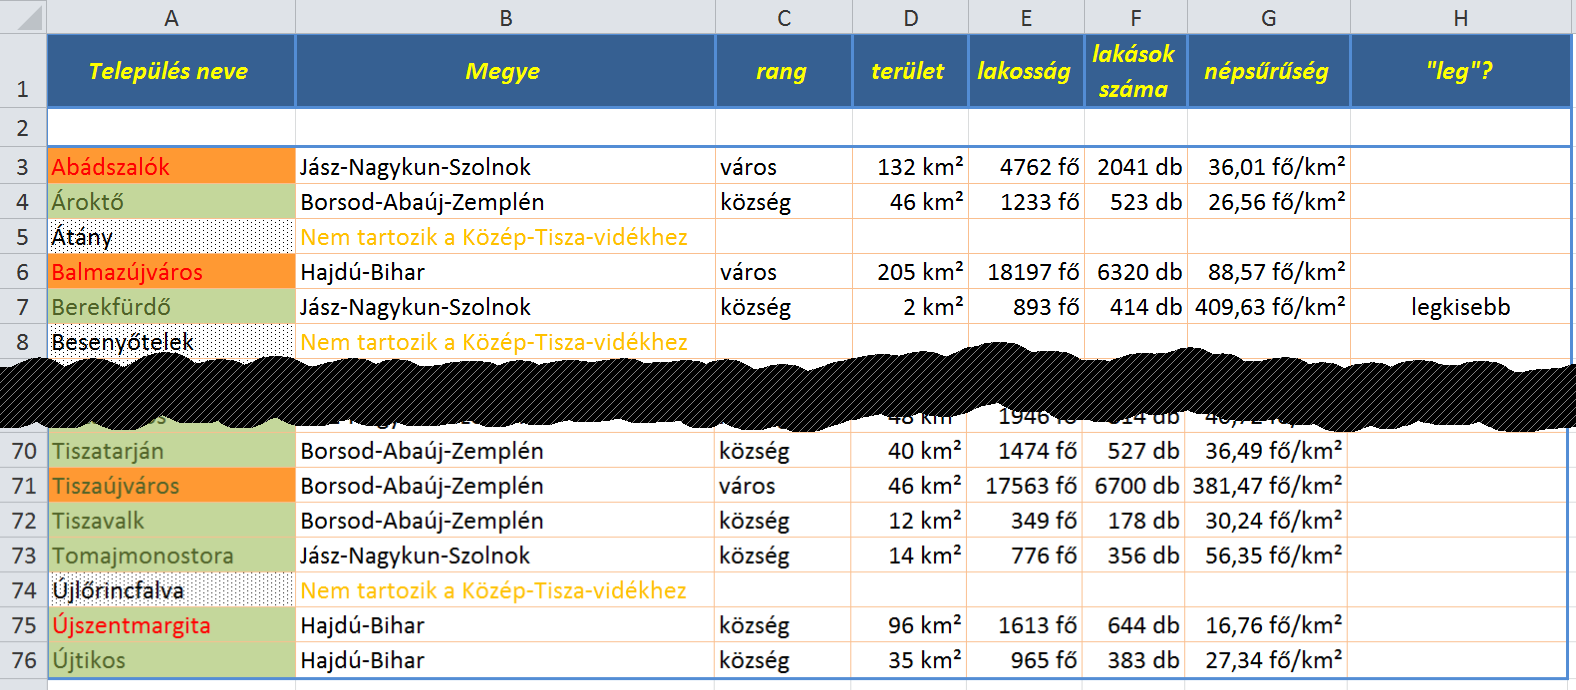 A B C D E F G H
1 Település neve Megye rang terület lakosság lakások száma népsűrűség "leg"?
2
3 Abádszalók Jász-Nagykun-Szolnok város 132 km² 4762 fő 2041 db 36,01 fő/km²
4 Ároktő Borsod-Abaúj-Zemplén község 46 km² 1233 fő 523 db 26,56 fő/km²
5 Átány Nem tartozik a Közép-Tisza-vidékhez
6 Balmazújváros Hajdú-Bihar város 205 km² 18197 fő 6320 db 88,57 fő/km²
7 Berekfürdő Jász-Nagykun-Szolnok község 2 km² 893 fő 414 db 409,63 fő/km² legkisebb
8 Besenyőtelek Nem tartozik a Közép-Tisza-vidékhez
1946 fő
70 Tiszatarján Borsod-Abaúj-Zemplén község 40 km² 1474 fő 527 db 36,49 fő/km²
71 Tiszaújváros Borsod-Abaúj-Zemplén város 46 km² 17563 fő 6700 db 381,47 fő/km²
72 Tiszavalk Borsod-Abaúj-Zemplén község 12 km² 349 fő 178 db 30,24 fő/km²
73 Tomajmonostora Jász-Nagykun-Szolnok község 14 km² 776 fő 356 db 56,35 fő/km²
74 Újlőrincfalva Nem tartozik a Közép-Tisza-vidékhez
75 Újszentmargita Hajdú-Bihar község 96 km² 1613 fő 644 db 16,76 fő/km²
76 Újtikos Hajdú-Bihar község 35 km² 965 fő 383 db 27,34 fő/km²